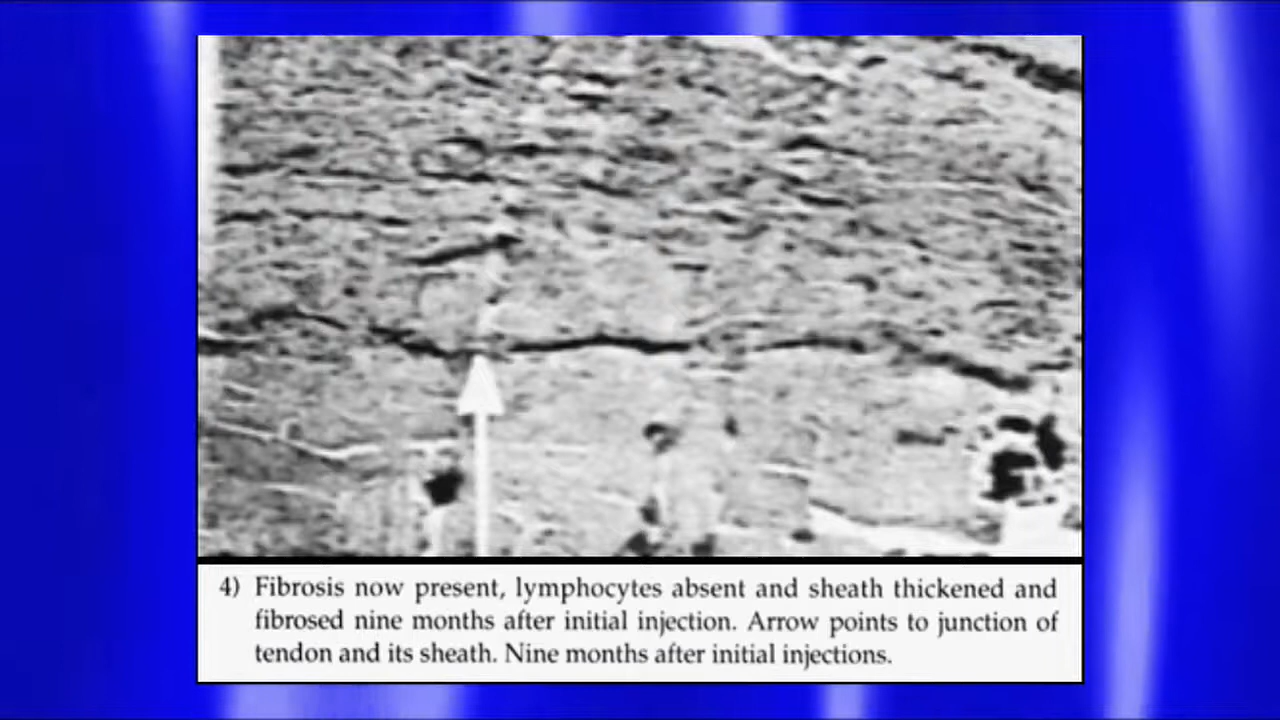 4) Fibrosis now present, lymphocytes absent and sheath thickened and
fibrosed nine months after initial injection. Arrow points to junction of
tendon and its sheath. Nine months after initial injections.